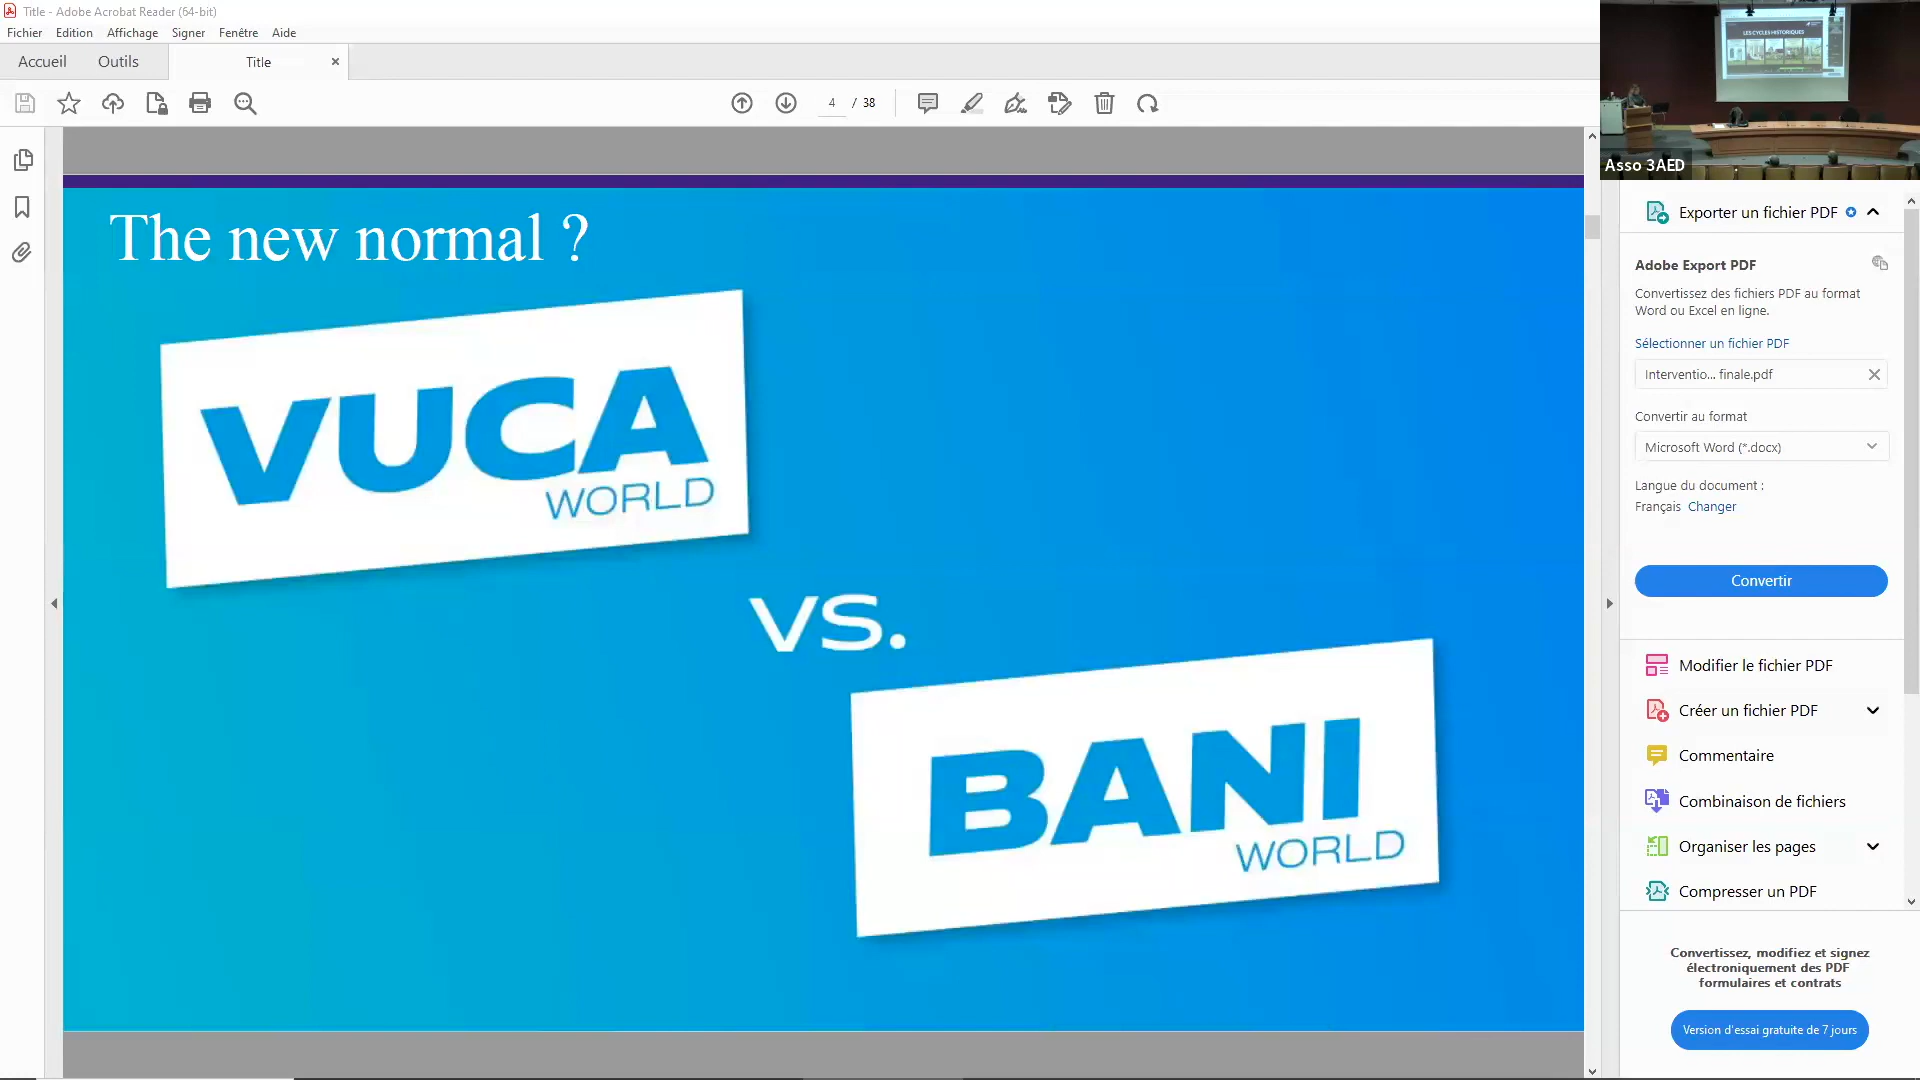 Title - Adobe Acrobat Reader (64-bit)
Fichier Edition Affichage Signer Fenêtre Aide
Accueil Outils Title
4 / 38
The new normal ?
VUCA
WORLD
vs.
BANI
WORLD
LES CYCLES HISTORIQUES
Asso 3AED
Exporter un fichier PDF
Adobe Export PDF
Convertissez des fichiers PDF au format
Word ou Excel en ligne.
Sélectionner un fichier PDF
Interventio... finale.pdf
Convertir au format
Microsoft Word (*.docx)
Langue du document :
Français Changer
Convertir
Modifier le fichier PDF
Créer un fichier PDF
Commentaire
Combinaison de fichiers
Organiser les pages
Compresser un PDF
Convertissez, modifiez et signez
électroniquement des PDF
formulaires et contrats
Version d'essai gratuite de 7 jours